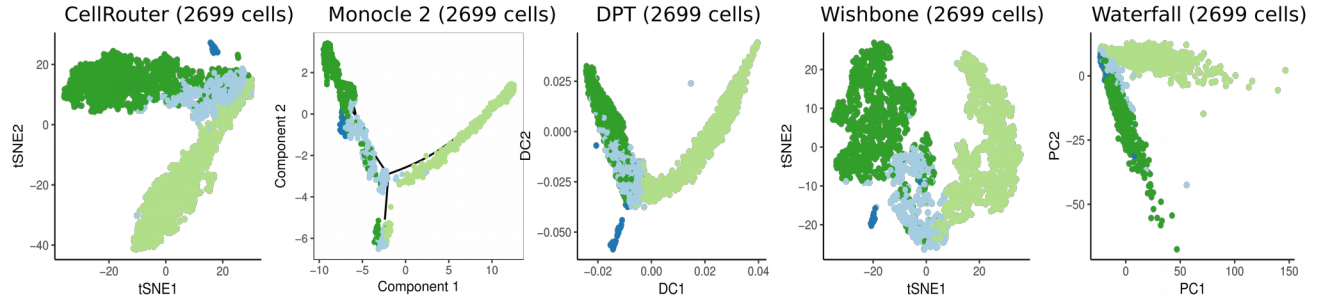 CellRouter (2699 cells)
20
0
−20
−40
tSNE2
−20
0
20
tSNE1
Monocle 2 (2699 cells)
2
0
−2
−4
−6
Component 2
−10
−5
0
5
10
Component 1
DPT (2699 cells)
0.025
0.000
−0.025
−0.050
DC2
−0.02
0.00
0.02
0.04
DC1
Wishbone (2699 cells)
20
10
0
−10
−20
tSNE2
−20
0
20
tSNE1
Waterfall (2699 cells)
0
−25
−50
PC2
0
50
100
150
PC1